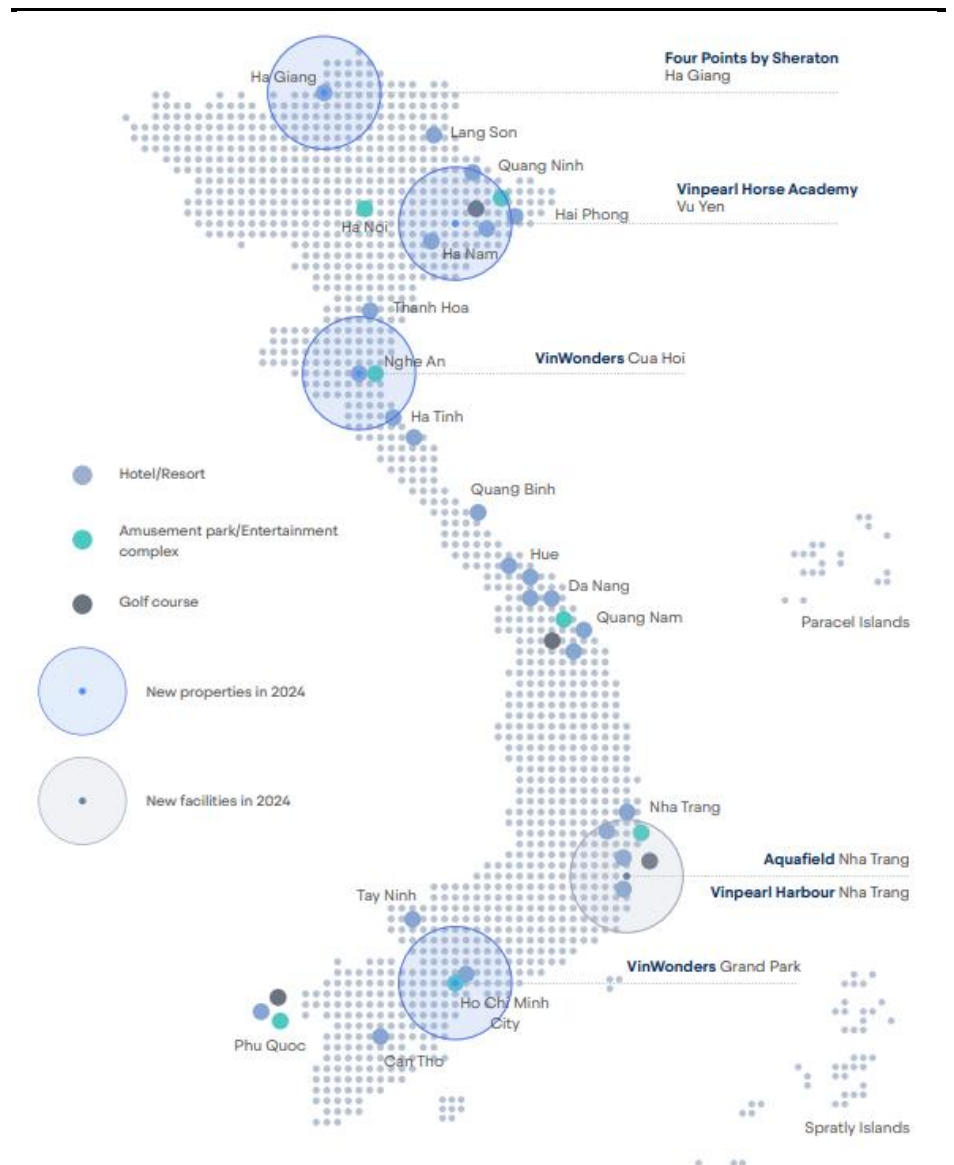 Four Points by Sheraton
Ha Giang
Ha Giang
Lang Son
Quang Ninh
Vinpearl Horse Academy
Vu Yen
Hai Phong
Ha Noi
Ha Nam
Thanh Hoa
VinWonders Cua Hoi
Nghe An
Ha Tinh
Hotel/Resort
Quang Binh
Amusement park/Entertainment
complex
Hue
Da Nang
Golf course
Quang Nam
Paracel Islands
New properties in 2024
New facilities in 2024
Nha Trang
Aquafield Nha Trang
Vinpearl Harbour Nha Trang
Tay Ninh
VinWonders Grand Park
Ho Chi Minh
City
Phu Quoc
Can Tho
Spratly Islands